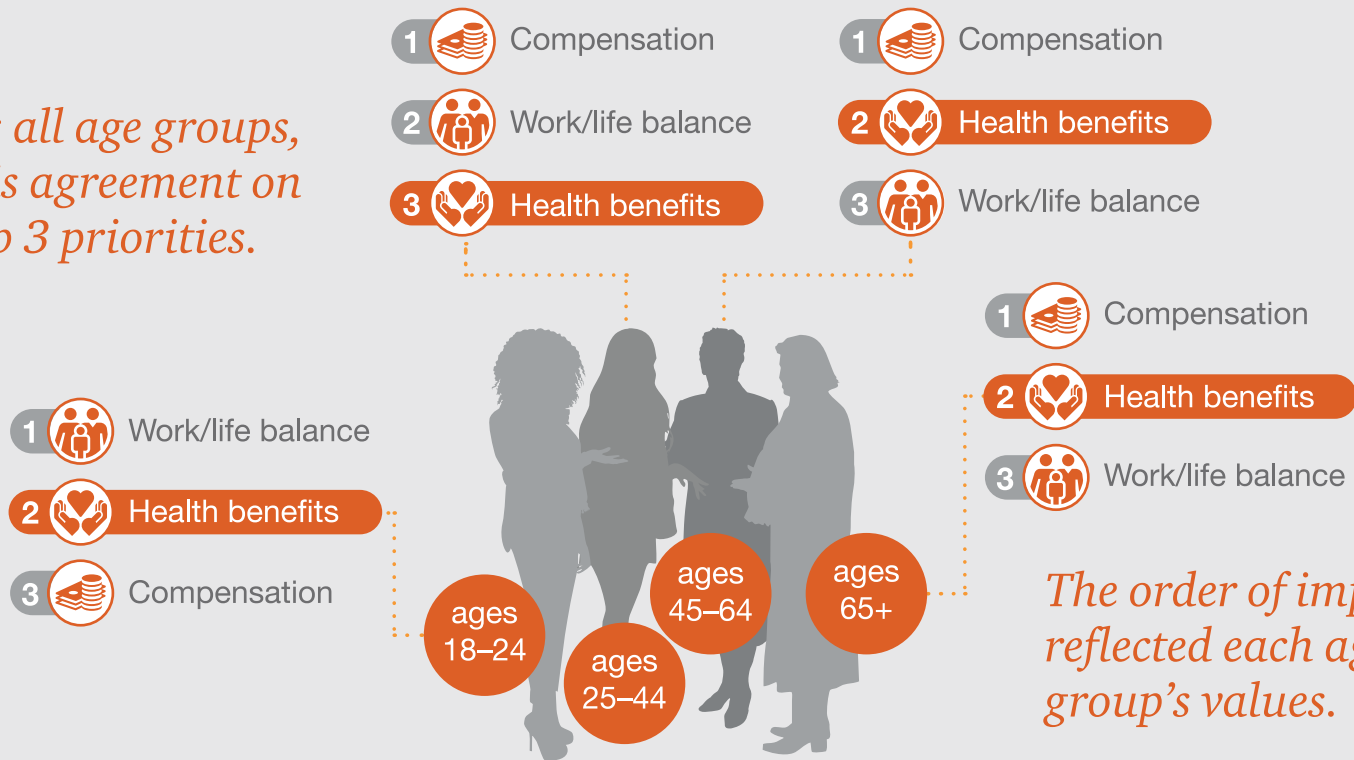 all age groups,
s agreement on
3 priorities.
1 Compensation
2 Work/life balance
3 Health benefits
1 Compensation
2 Health benefits
3 Work/life balance
1 Compensation
2 Health benefits
3 Work/life balance
1 Work/life balance
2 Health benefits
3 Compensation
ages
18–24
ages
25–44
ages
45–64
ages
65+
The order of imp
reflected each ag
group’s values.